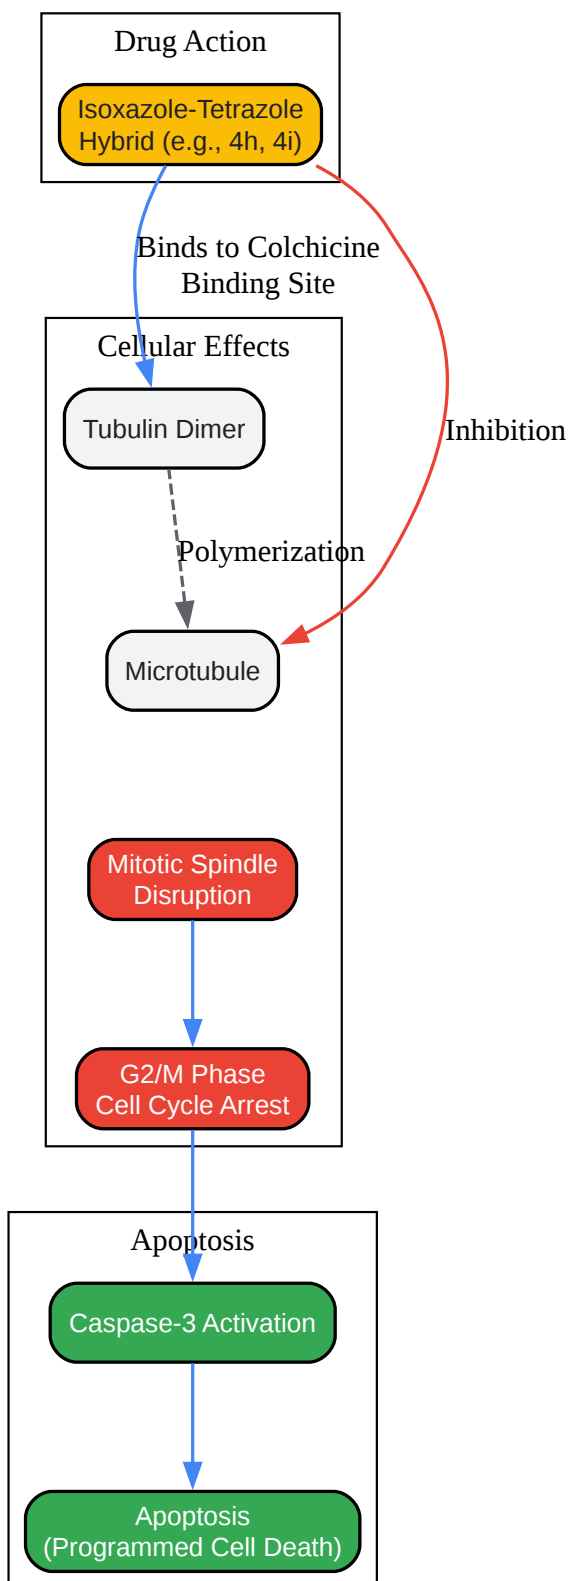 Drug Action
Isoxazole-Tetrazole
Hybrid (e.g., 4h, 4i)
Binds to Colchicine
Binding Site
Cellular Effects
Tubulin Dimer
Inhibition
Polymerization
Microtubule
Mitotic Spindle
Disruption
G2/M Phase
Cell Cycle Arrest
Apoptosis
Caspase-3 Activation
Apoptosis
(Programmed Cell Death)